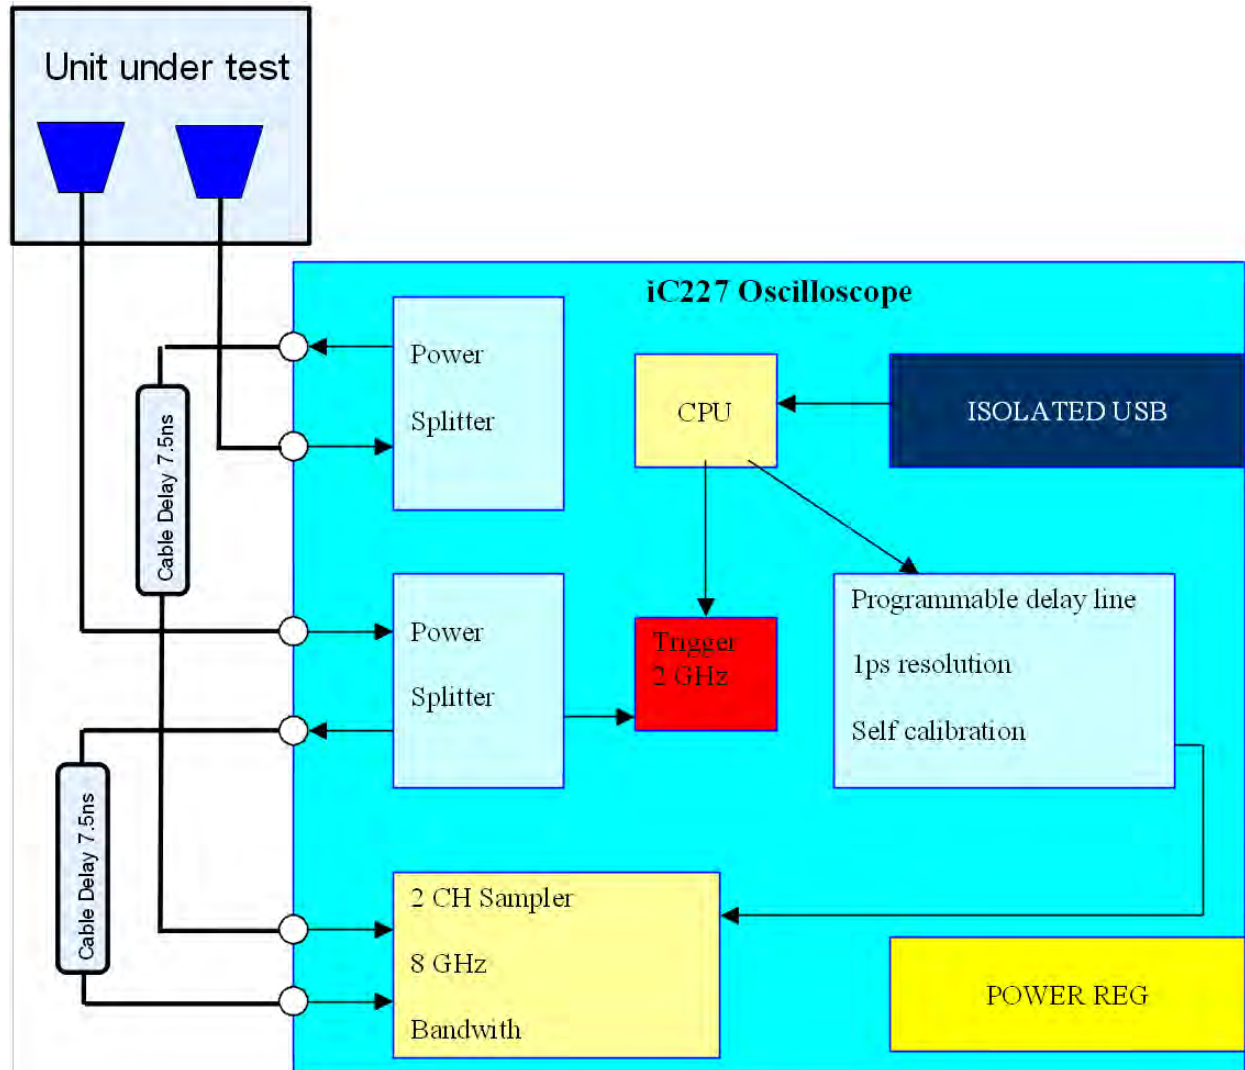 Unit under test
iC227 Oscilloscope
Power
Splitter
CPU
ISOLATED USB
Cable Delay 7.5ns
Power
Splitter
Trigger
2 GHz
Programmable delay line
1ps resolution
Self calibration
Cable Delay 7.5ns
2 CH Sampler
8 GHz
Bandwith
POWER REG